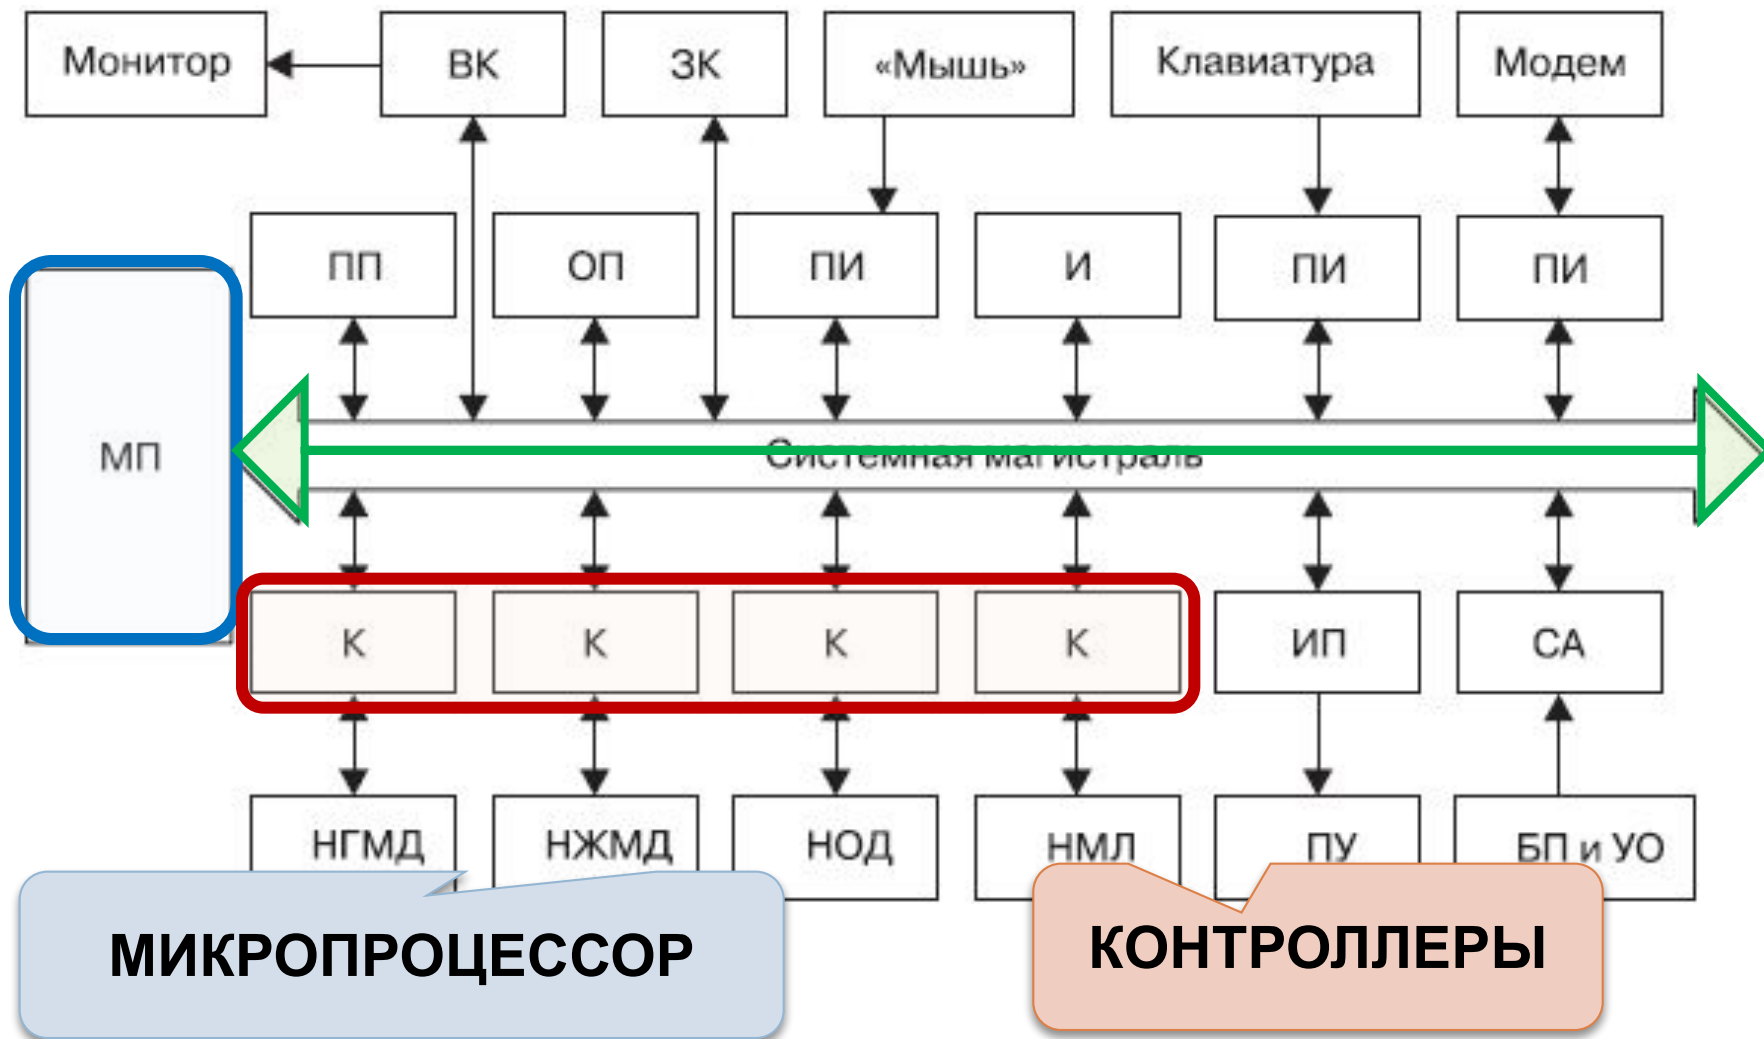 Монитор
ВК
ЗК
«Мышь»
Клавиатура
Модем
ПП
ОП
ПИ
И
ПИ
ПИ
МП
Системная магистраль
К
К
К
К
ИП
СА
НГМД
НЖМД
НОД
НМЛ
ПУ
БП и УО
МИКРОПРОЦЕССОР
КОНТРОЛЛЕРЫ